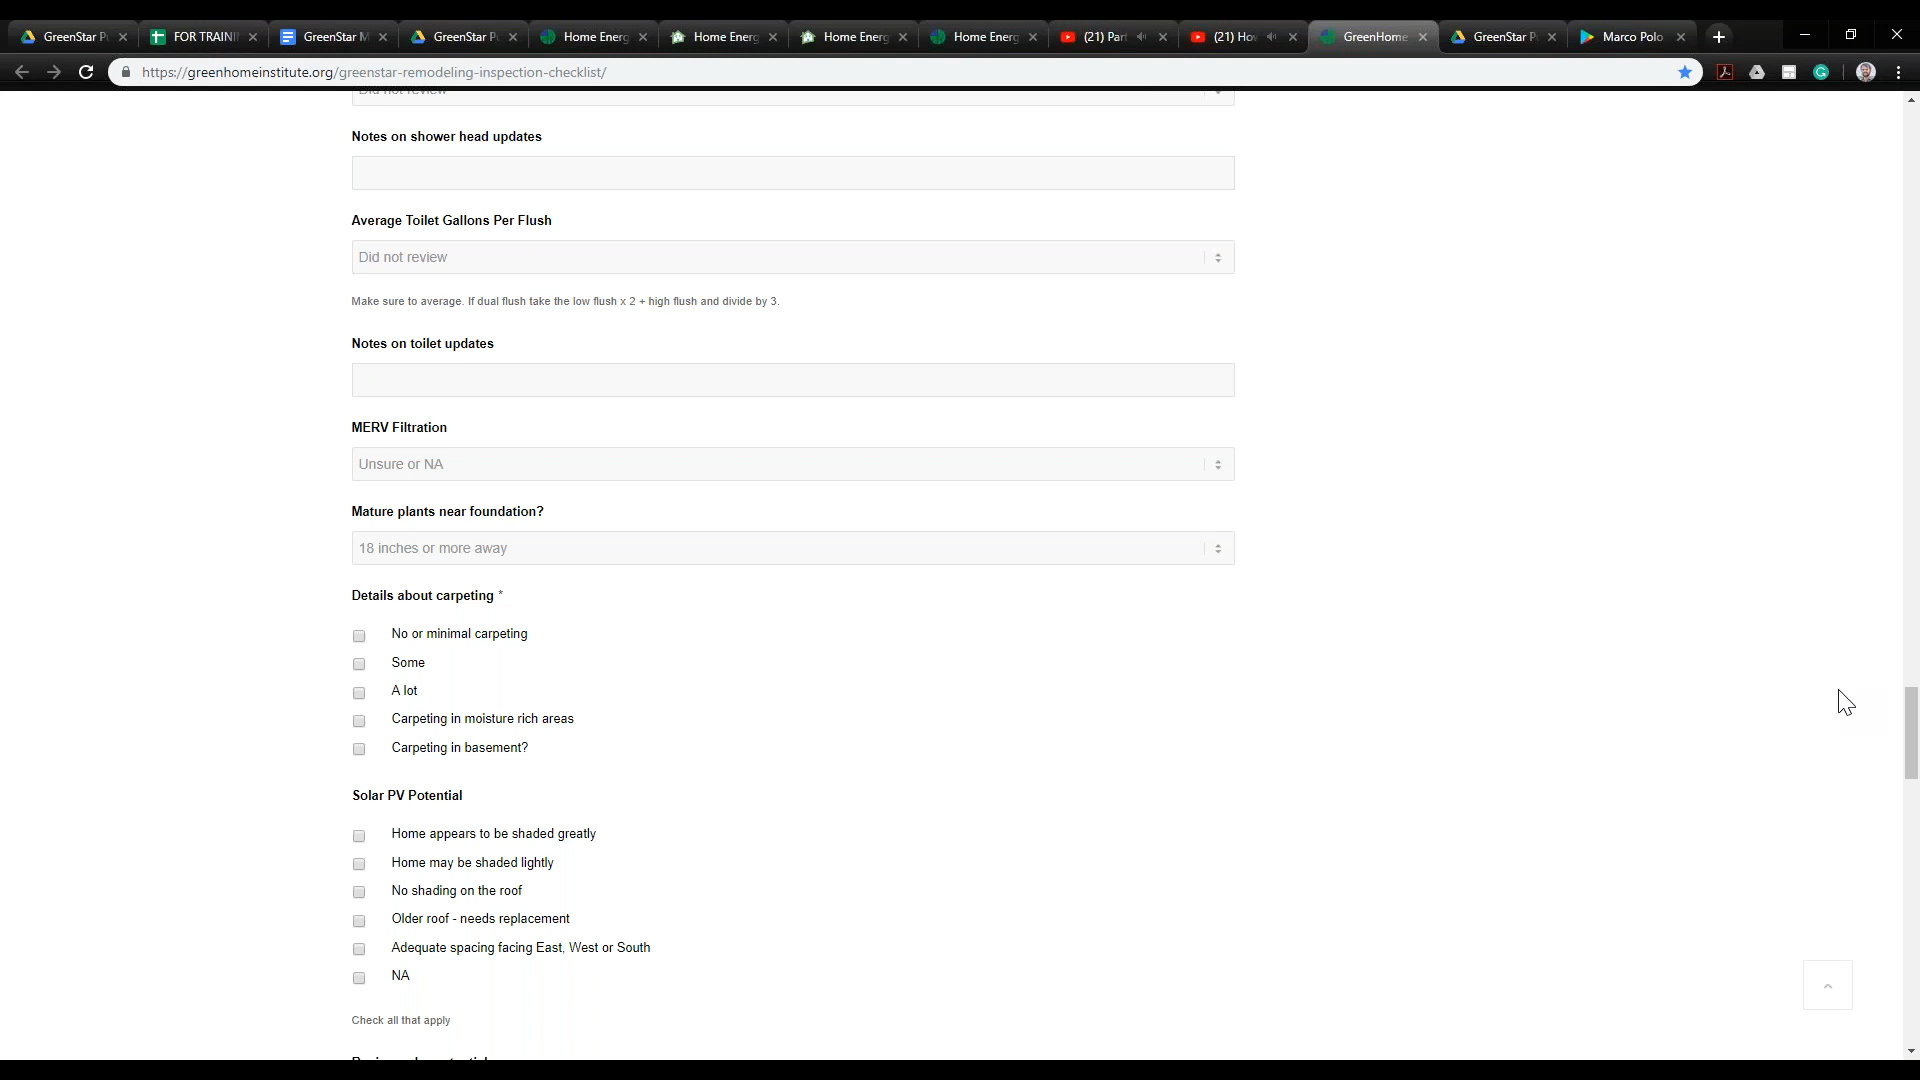 GreenStar P
FOR TRAINI
GreenStar M
GreenStar P
Home Energ
Home Energ
Home Energ
Home Energ
(21) Par
(21) Ho
GreenHome
GreenStar P
Marco Polo
https://greenhomeinstitute.org/greenstar-remodeling-inspection-checklist/
Did not review
Notes on shower head updates
Average Toilet Gallons Per Flush
Did not review
Make sure to average. If dual flush take the low flush x 2 + high flush and divide by 3.
Notes on toilet updates
MERV Filtration
Unsure or NA
Mature plants near foundation?
18 inches or more away
Details about carpeting *
No or minimal carpeting
Some
A lot
Carpeting in moisture rich areas
Carpeting in basement?
Solar PV Potential
Home appears to be shaded greatly
Home may be shaded lightly
No shading on the roof
Older roof - needs replacement
Adequate spacing facing East, West or South
NA
Check all that apply